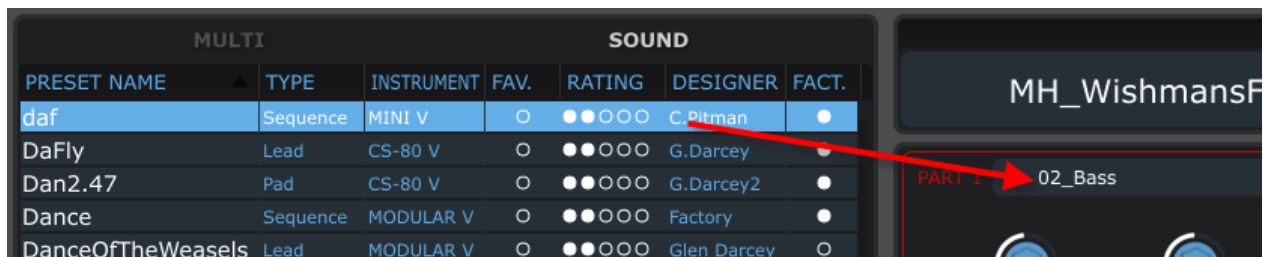 MULTI SOUND
PRESET NAME TYPE INSTRUMENT FAV. RATING DESIGNER FACT.
MH_WishmansF
daf Sequence MINI V C.Pitman
DaFly Lead CS-80 V G.Darcey
PART 1 02_Bass
Dan2.47 Pad CS-80 V G.Darcey2
Dance Sequence MODULAR V Factory
DanceOfTheWeasels Lead MODULAR V Glen Darcey